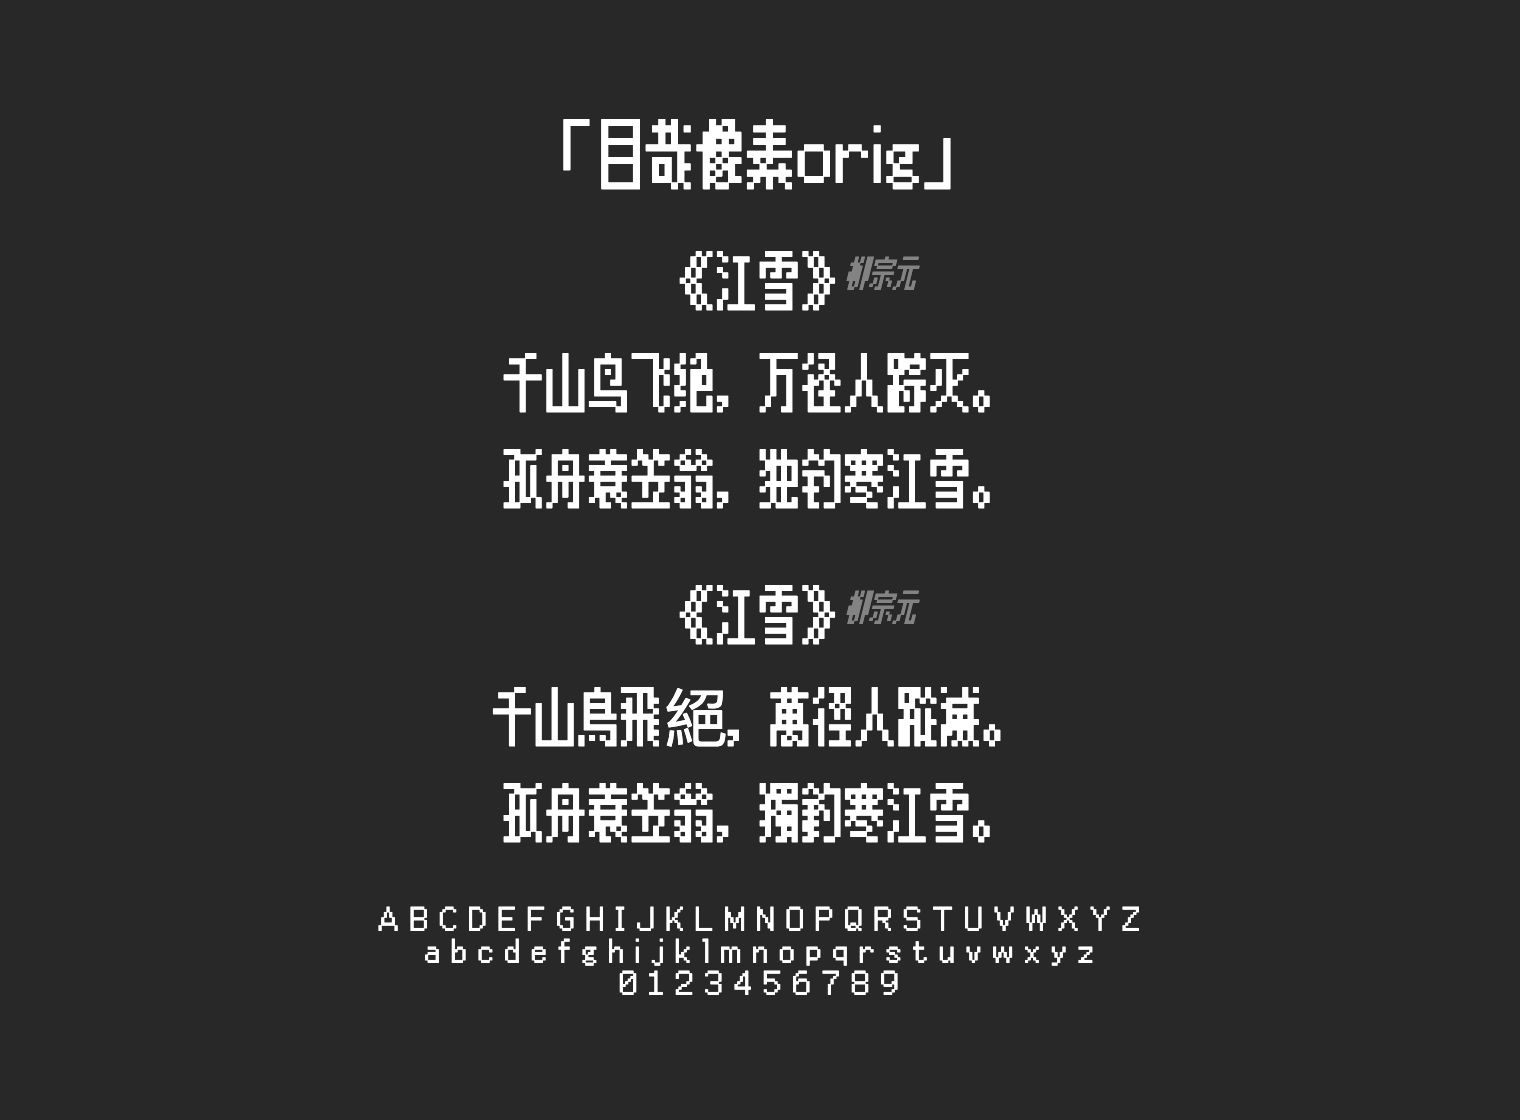 「目哉像素orig」
《江雪》柳宗元
千山鸟飞绝，万径人踪灭。
孤舟蓑笠翁，独钓寒江雪。
《江雪》柳宗元
千山鳥飛絕，萬徑人蹤滅。
孤舟蓑笠翁，獨釣寒江雪。
ABCDEFGHIJKLMNOPQRSTUVWXYZ
abcdefghijklmnopqrstuvwxyz
0123456789